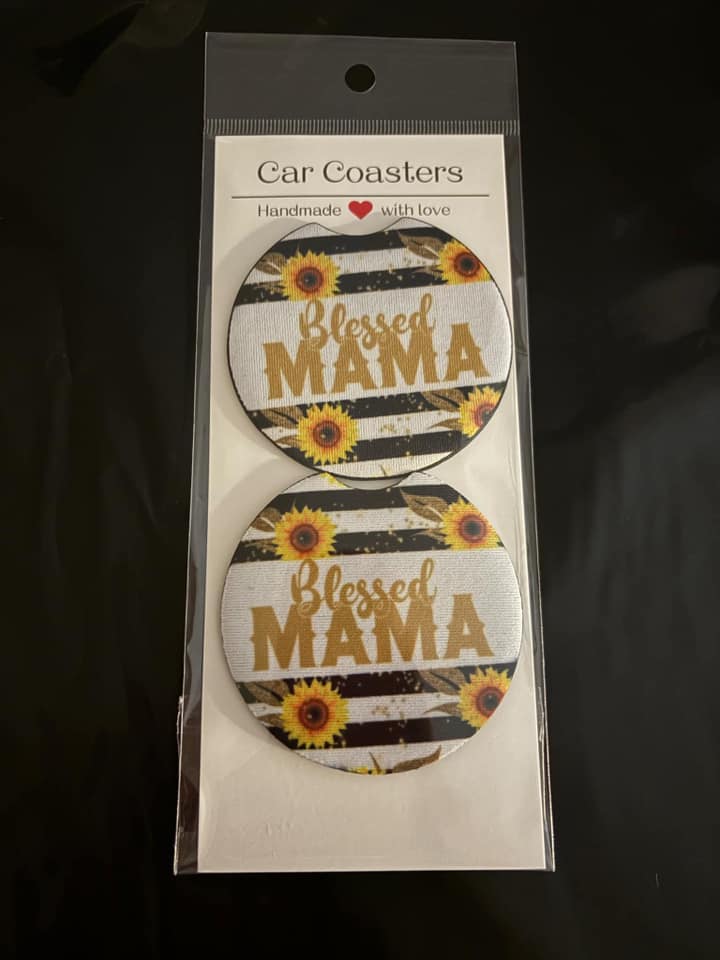 Car Coasters
Handmade ❤ with love
Blessed
MAMA
Blessed
MAMA